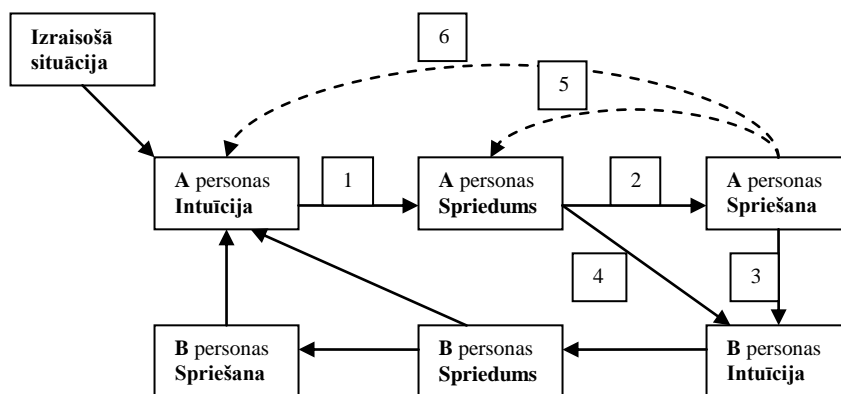 Izraisošā
situācija
6
5
A personas
Intuīcija
1
A personas
Spriedums
2
A personas
Spriešana
4
3
B personas
Spriešana
B personas
Spriedums
B personas
Intuīcija